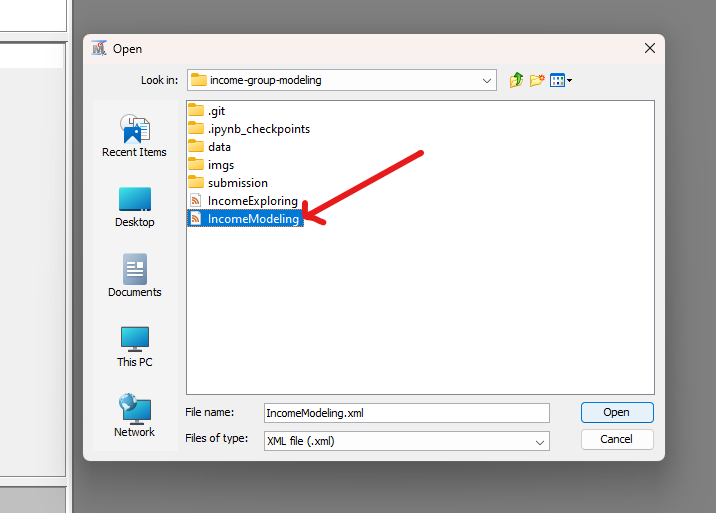 Open
Look in:
income-group-modeling
Recent Items
Desktop
Documents
This PC
Network
.git
.ipynb_checkpoints
data
imgs
submission
IncomeExploring
IncomeModeling
File name:
IncomeModeling.xml
Open
Files of type:
XML file (.xml)
Cancel